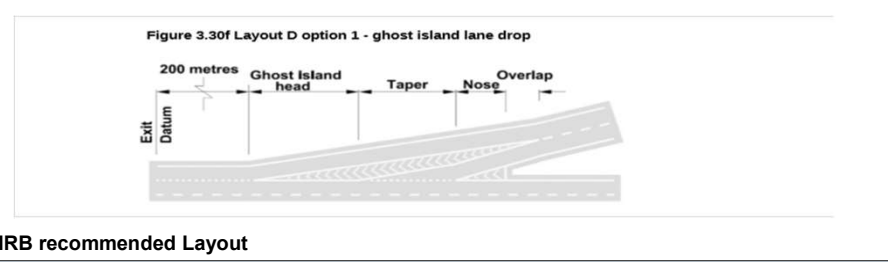 Figure 3.30f Layout D option 1 - ghost island lane drop
200 metres
Ghost Island
head
Taper
Nose
Overlap
Exit
Datum
IRB recommended Layout